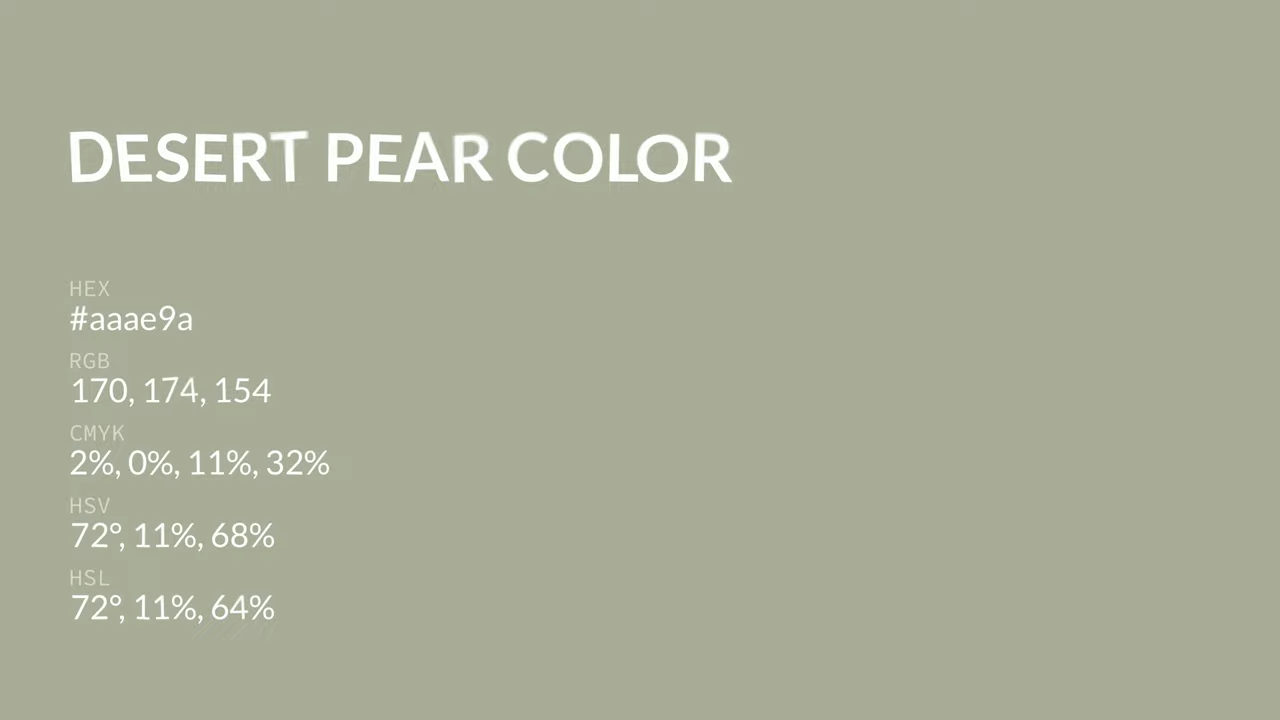 DESERT PEAR COLOR
HEX
#aaae9a
RGB
170, 174, 154
CMYK
2%, 0%, 11%, 32%
HSV
72°, 11%, 68%
HSL
72°, 11%, 64%